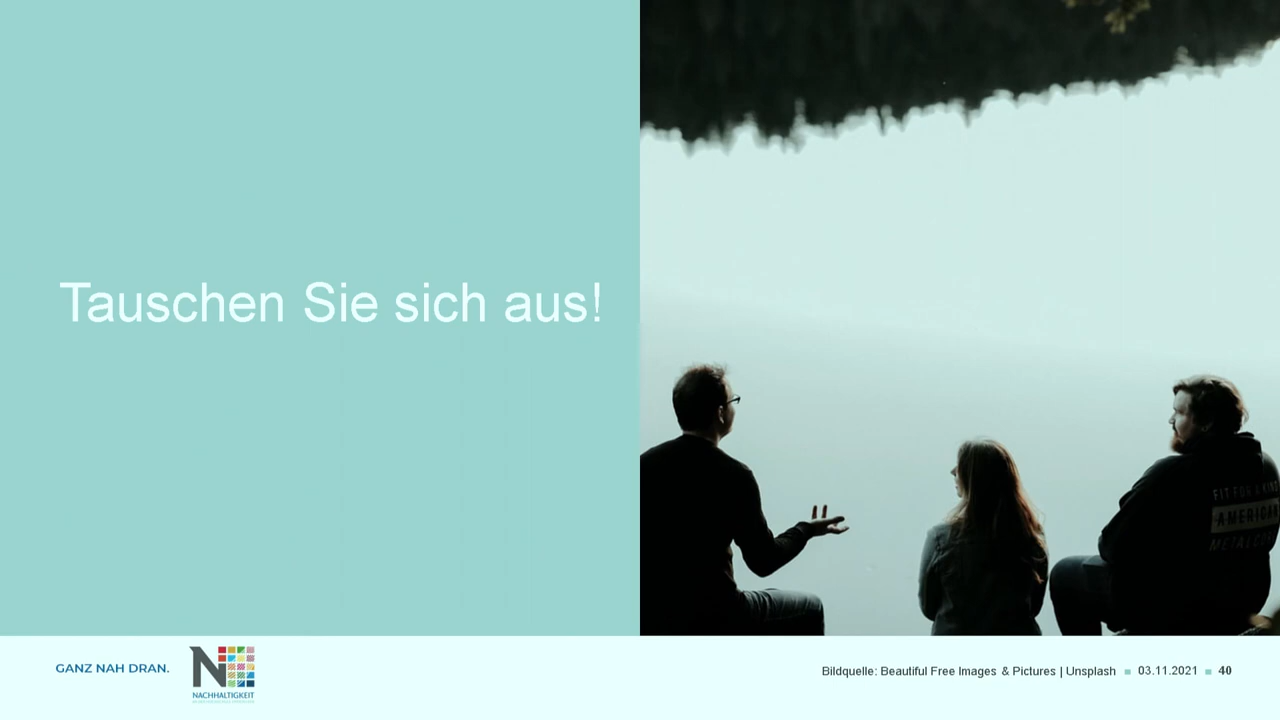 Tauschen Sie sich aus!
FIT FOR A KING
AMERICAN
METALCORE
GANZ NAH DRAN.
NACHHALTIGKEIT
Bildquelle: Beautiful Free Images & Pictures | Unsplash 03.11.2021 40